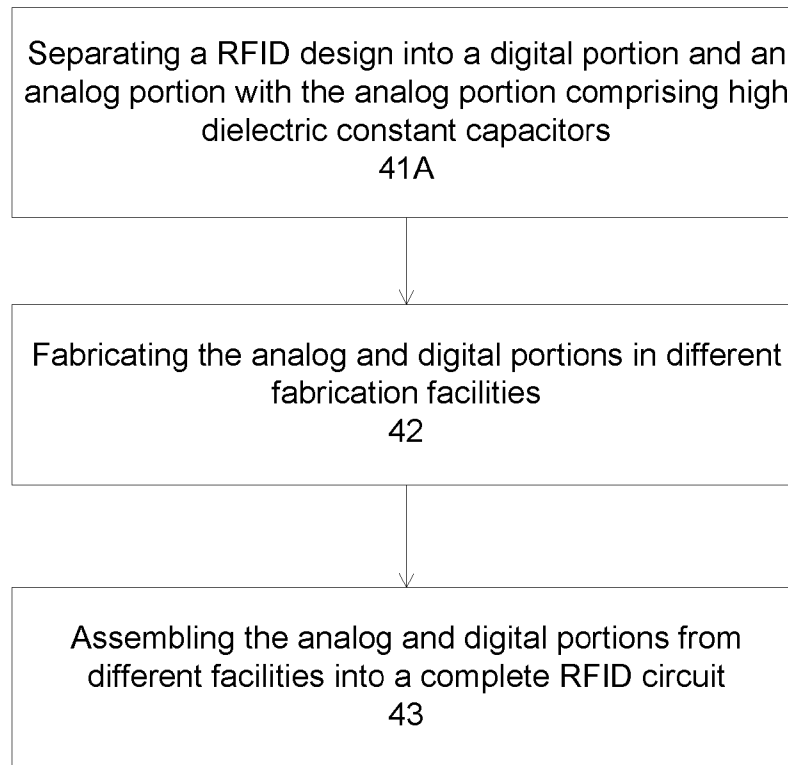 Separating a RFID design into a digital portion and an
analog portion with the analog portion comprising high
dielectric constant capacitors
41A
Fabricating the analog and digital portions in different
fabrication facilities
42
Assembling the analog and digital portions from
different facilities into a complete RFID circuit
43